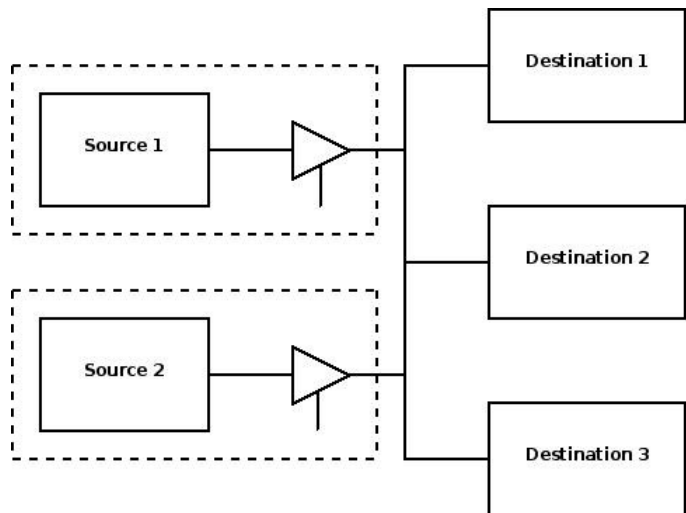 Destination 1
Source 1
Destination 2
Source 2
Destination 3